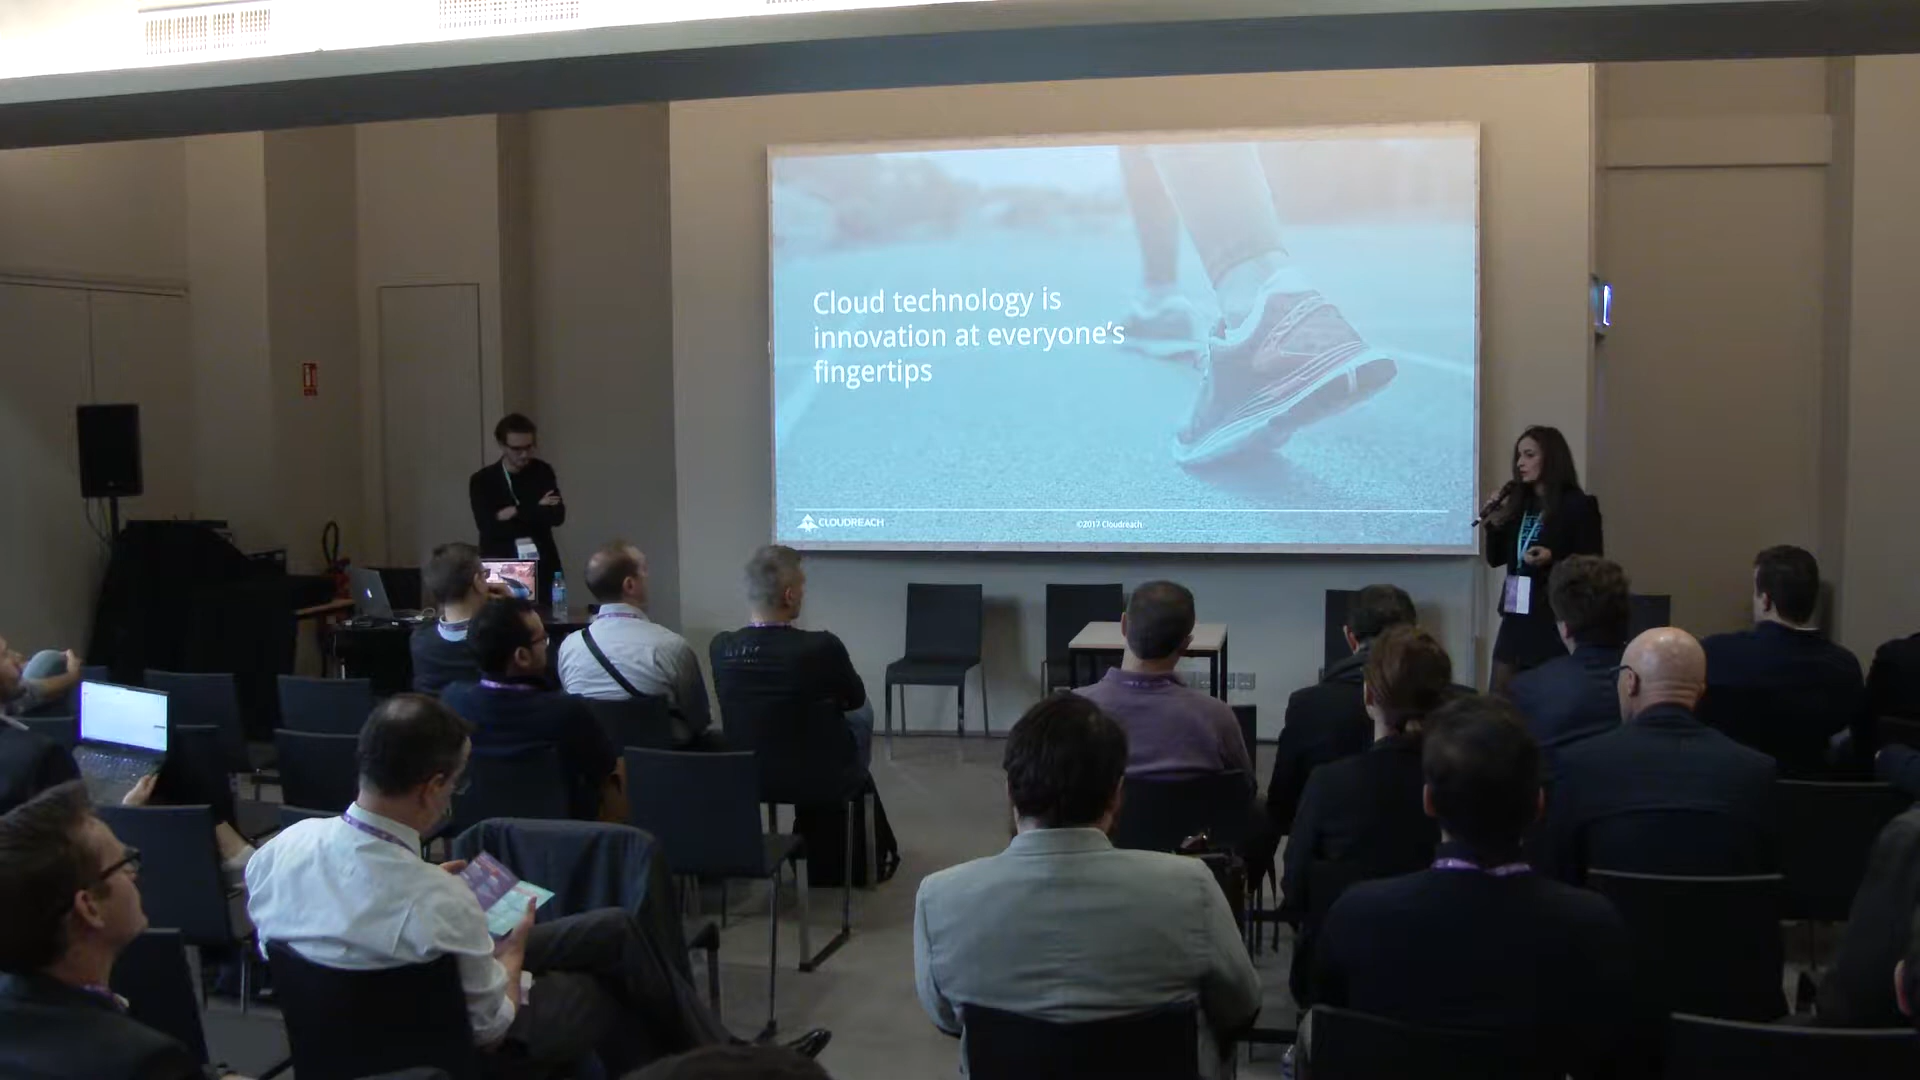 Cloud technology is
innovation at everyone’s
fingertips
CLOUDREACH
©2017 Cloudreach